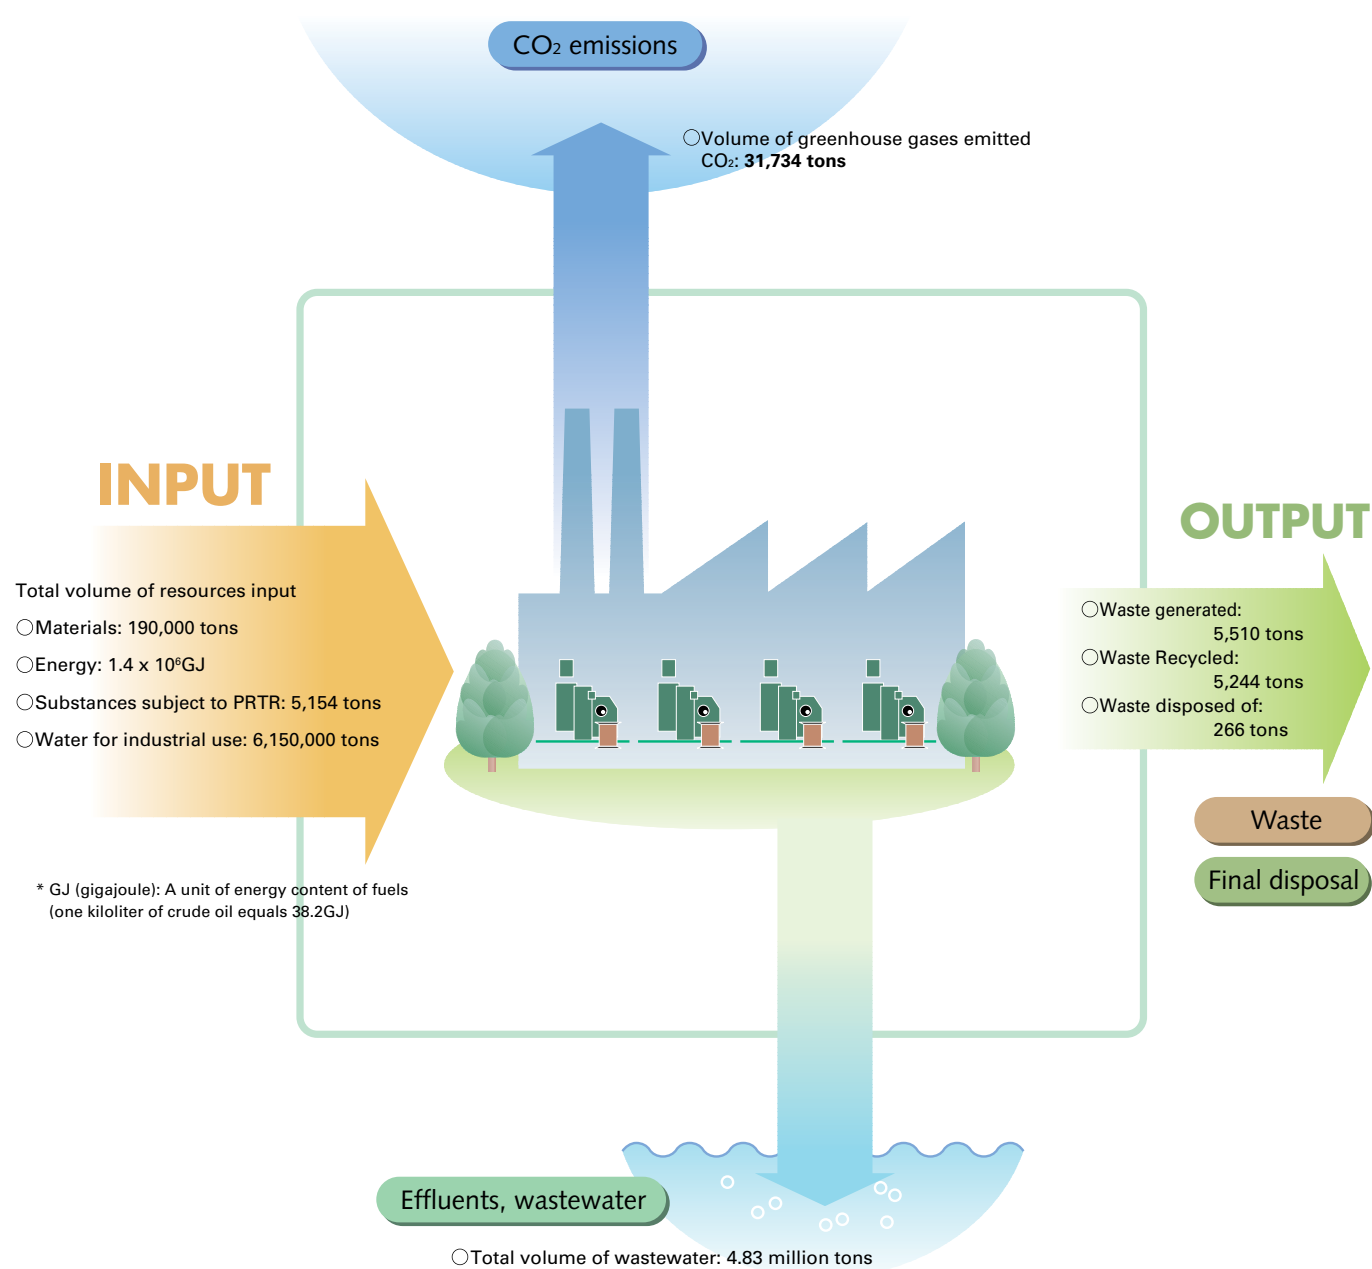 CO₂ emissions
○Volume of greenhouse gases emitted
CO₂: 31,734 tons
INPUT
OUTPUT
Total volume of resources input
○Materials: 190,000 tons
○Energy: 1.4 x 10⁶GJ
○Substances subject to PRTR: 5,154 tons
○Water for industrial use: 6,150,000 tons
○Waste generated:
5,510 tons
○Waste Recycled:
5,244 tons
○Waste disposed of:
266 tons
Waste
Final disposal
* GJ (gigajoule): A unit of energy content of fuels
(one kiloliter of crude oil equals 38.2GJ)
Effluents, wastewater
○Total volume of wastewater: 4.83 million tons